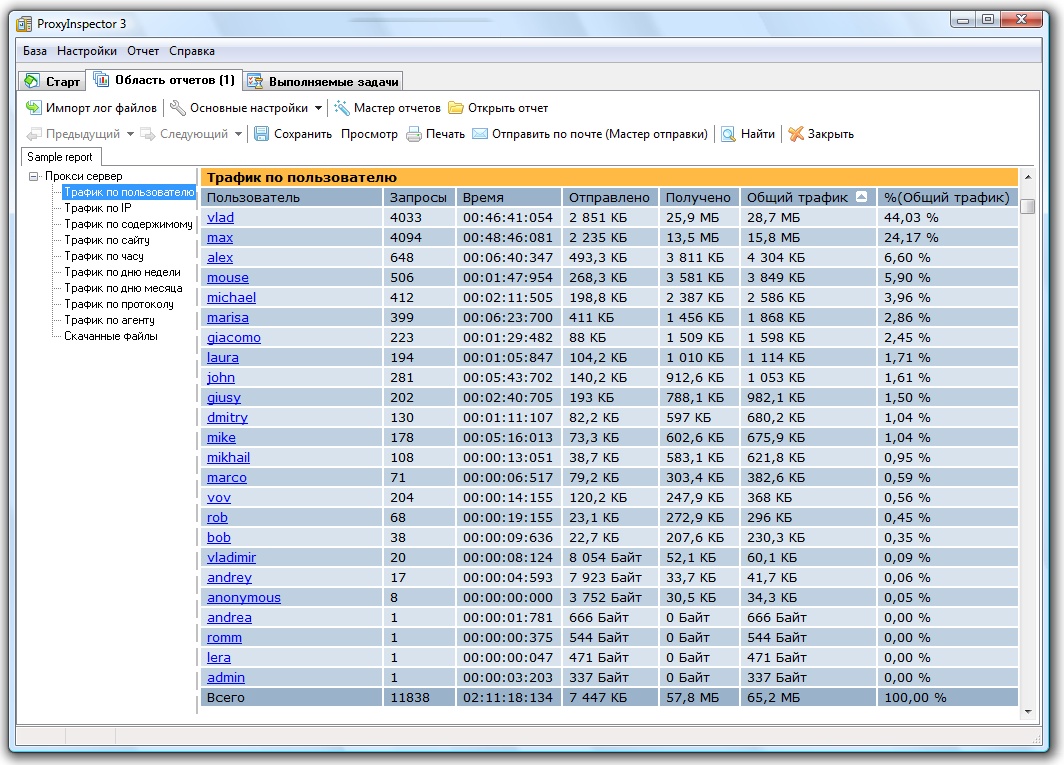 ProxyInspector 3
База Настройки Отчет Справка
Старт Область отчетов (1) Выполняемые задачи
Импорт лог файлов Основные настройки Мастер отчетов Открыть отчет
Предыдущий Следующий Сохранить Просмотр Печать Отправить по почте (Мастер отправки) Найти Закрыть
Sample report
Прокси сервер
Трафик по пользователю
Трафик по IP
Трафик по содержимому
Трафик по сайту
Трафик по часу
Трафик по дню недели
Трафик по дню месяца
Трафик по протоколу
Трафик по агенту
Скачанные файлы
Трафик по пользователю
Пользователь Запросы Время Отправлено Получено Общий трафик %(Общий трафик)
vlad 4033 00:46:41:054 2 851 КБ 25,9 МБ 28,7 МБ 44,03 %
max 4094 00:48:46:081 2 235 КБ 13,5 МБ 15,8 МБ 24,17 %
alex 648 00:06:40:347 493,3 КБ 3 811 КБ 4 304 КБ 6,60 %
mouse 506 00:01:47:954 268,3 КБ 3 581 КБ 3 849 КБ 5,90 %
michael 412 00:02:11:505 198,8 КБ 2 387 КБ 2 586 КБ 3,96 %
marisa 399 00:06:23:700 411 КБ 1 456 КБ 1 868 КБ 2,86 %
giacomo 223 00:01:29:482 88 КБ 1 509 КБ 1 598 КБ 2,45 %
laura 194 00:01:05:847 104,2 КБ 1 010 КБ 1 114 КБ 1,71 %
john 281 00:05:43:702 140,2 КБ 912,6 КБ 1 053 КБ 1,61 %
giusy 202 00:02:40:705 193 КБ 788,1 КБ 982,1 КБ 1,50 %
dmitry 130 00:01:11:107 82,2 КБ 597 КБ 680,2 КБ 1,04 %
mike 178 00:05:16:013 73,3 КБ 602,6 КБ 675,9 КБ 1,04 %
mikhail 108 00:00:13:051 38,7 КБ 583,1 КБ 621,8 КБ 0,95 %
marco 71 00:00:06:517 79,2 КБ 303,4 КБ 382,6 КБ 0,59 %
vov 204 00:00:14:155 120,2 КБ 247,9 КБ 368 КБ 0,56 %
rob 68 00:00:19:155 23,1 КБ 272,9 КБ 296 КБ 0,45 %
bob 38 00:00:09:636 22,7 КБ 207,6 КБ 230,3 КБ 0,35 %
vladimir 20 00:00:08:124 8 054 Байт 52,1 КБ 60,1 КБ 0,09 %
andrey 17 00:00:04:593 7 923 Байт 33,7 КБ 41,7 КБ 0,06 %
anonymous 8 00:00:00:000 3 752 Байт 30,5 КБ 34,3 КБ 0,05 %
andrea 1 00:00:01:781 666 Байт 0 Байт 666 Байт 0,00 %
romm 1 00:00:00:375 544 Байт 0 Байт 544 Байт 0,00 %
lera 1 00:00:00:047 471 Байт 0 Байт 471 Байт 0,00 %
admin 1 00:00:03:203 337 Байт 0 Байт 337 Байт 0,00 %
Всего 11838 02:11:18:134 7 447 КБ 57,8 МБ 65,2 МБ 100,00 %